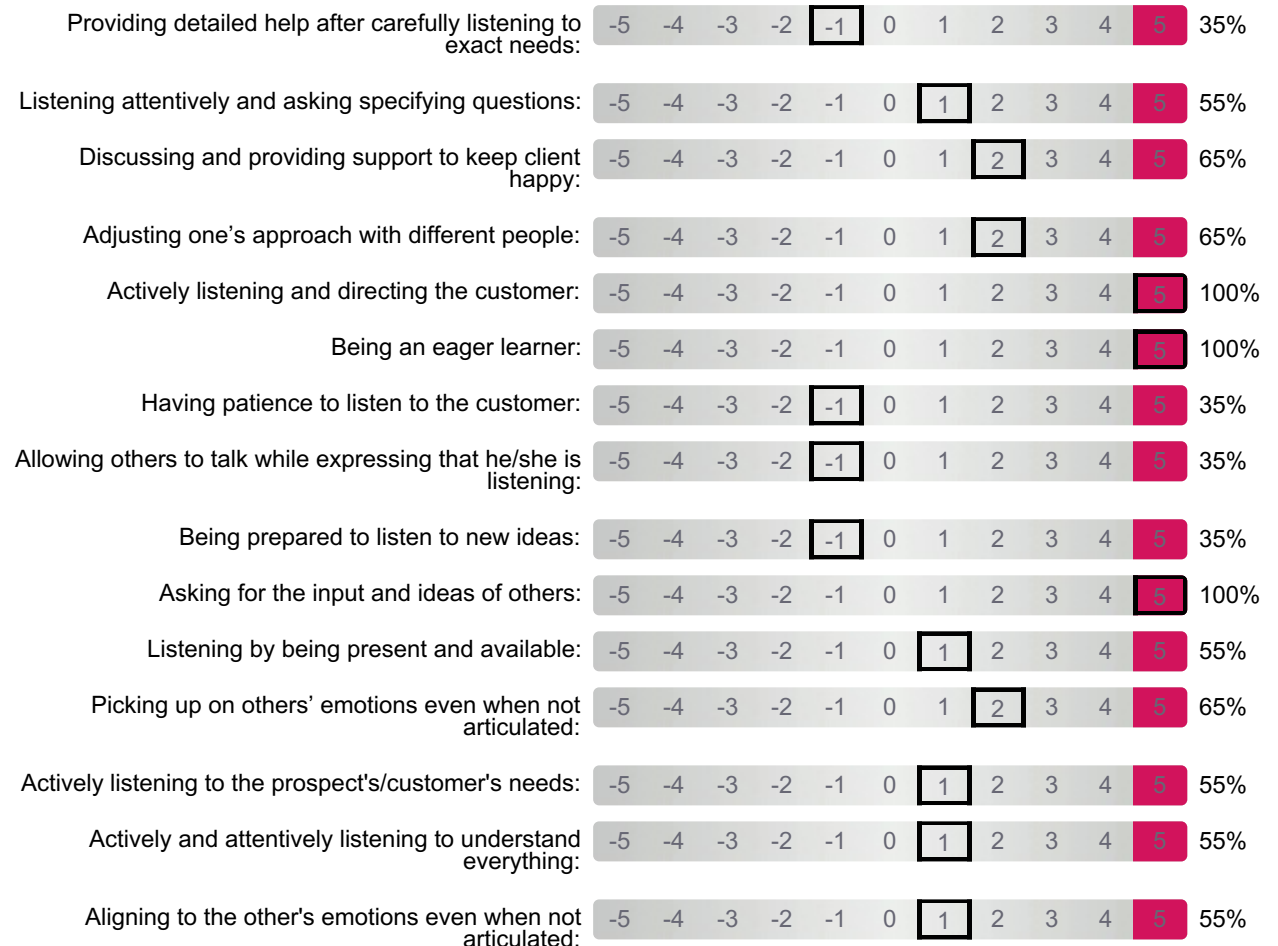 Providing detailed help after carefully listening to
exact needs:
-5 -4 -3 -2 -1 0 1 2 3 4 5 35%
Listening attentively and asking specifying questions: -5 -4 -3 -2 -1 0 1 2 3 4 5 55%
Discussing and providing support to keep client
happy:
-5 -4 -3 -2 -1 0 1 2 3 4 5 65%
Adjusting one’s approach with different people: -5 -4 -3 -2 -1 0 1 2 3 4 5 65%
Actively listening and directing the customer: -5 -4 -3 -2 -1 0 1 2 3 4 5 100%
Being an eager learner: -5 -4 -3 -2 -1 0 1 2 3 4 5 100%
Having patience to listen to the customer: -5 -4 -3 -2 -1 0 1 2 3 4 5 35%
Allowing others to talk while expressing that he/she is
listening:
-5 -4 -3 -2 -1 0 1 2 3 4 5 35%
Being prepared to listen to new ideas: -5 -4 -3 -2 -1 0 1 2 3 4 5 35%
Asking for the input and ideas of others: -5 -4 -3 -2 -1 0 1 2 3 4 5 100%
Listening by being present and available: -5 -4 -3 -2 -1 0 1 2 3 4 5 55%
Picking up on others’ emotions even when not
articulated:
-5 -4 -3 -2 -1 0 1 2 3 4 5 65%
Actively listening to the prospect's/customer's needs: -5 -4 -3 -2 -1 0 1 2 3 4 5 55%
Actively and attentively listening to understand
everything:
-5 -4 -3 -2 -1 0 1 2 3 4 5 55%
Aligning to the other's emotions even when not
articulated:
-5 -4 -3 -2 -1 0 1 2 3 4 5 55%